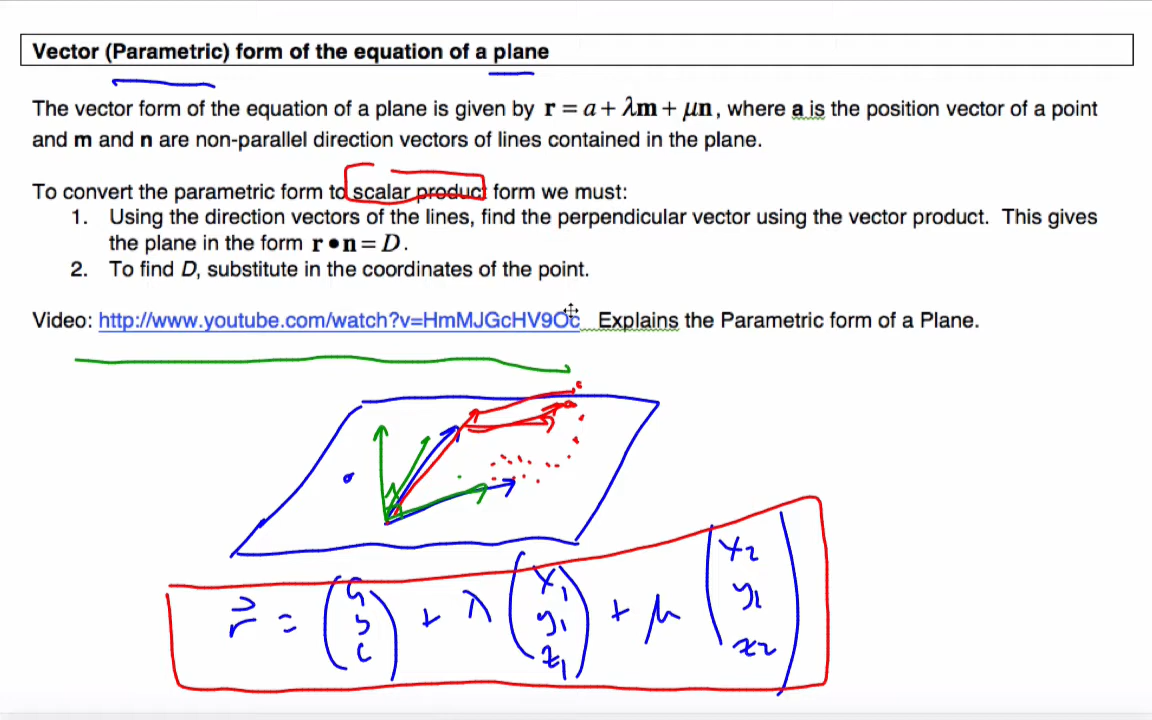 Vector (Parametric) form of the equation of a plane
The vector form of the equation of a plane is given by r = a + λm + μn, where a is the position vector of a point
and m and n are non-parallel direction vectors of lines contained in the plane.
To convert the parametric form to scalar product form we must:
1. Using the direction vectors of the lines, find the perpendicular vector using the vector product. This gives
the plane in the form r • n = D.
2. To find D, substitute in the coordinates of the point.
Video: http://www.youtube.com/watch?v=HmMJGcHV9Oc Explains the Parametric form of a Plane.
r = (a b c) + λ (x₁ y₁ z₁) + μ (x₂ y₁ z₂)